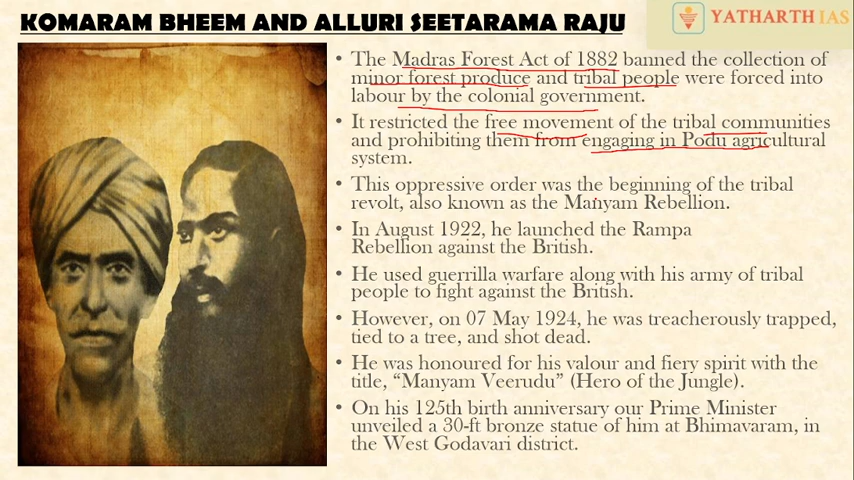 KOMARAM BHEEM AND ALLURI SEETARAMA RAJU
YATHARTH IAS
• The Madras Forest Act of 1882 banned the collection of
minor forest produce and tribal people were forced into
labour by the colonial government.
• It restricted the free movement of the tribal communities
and prohibiting them from engaging in Podu agricultural
system.
• This oppressive order was the beginning of the tribal
revolt, also known as the Manyam Rebellion.
• In August 1922, he launched the Rampa
Rebellion against the British.
• He used guerrilla warfare along with his army of tribal
people to fight against the British.
• However, on 07 May 1924, he was treacherously trapped,
tied to a tree, and shot dead.
• He was honoured for his valour and fiery spirit with the
title, “Manyam Veerudu” (Hero of the Jungle).
• On his 125th birth anniversary our Prime Minister
unveiled a 30-ft bronze statue of him at Bhimavaram, in
the West Godavari district.